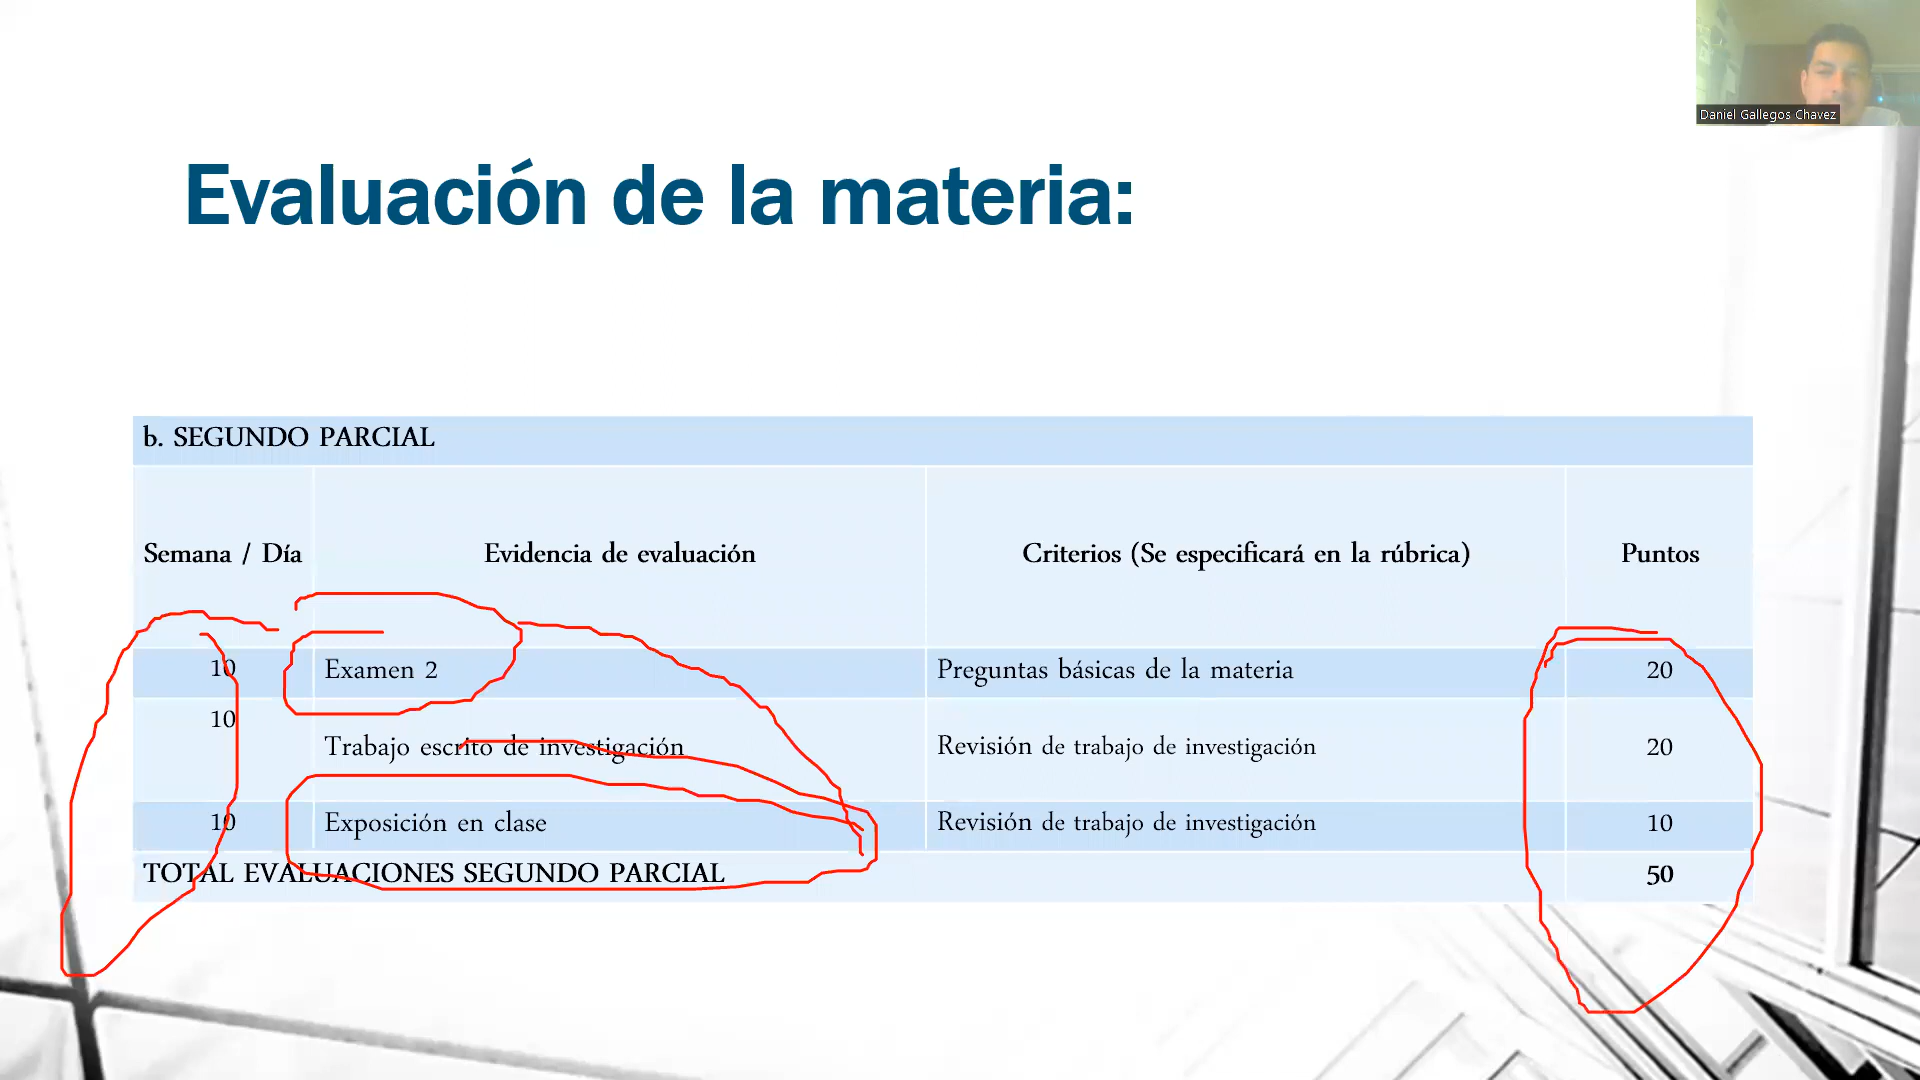 Daniel Gallegos Chavez
Evaluación de la materia:
b. SEGUNDO PARCIAL
Semana / Día Evidencia de evaluación Criterios (Se especificará en la rúbrica) Puntos
10 Examen 2 Preguntas básicas de la materia 20
10 Trabajo escrito de investigación Revisión de trabajo de investigación 20
10 Exposición en clase Revisión de trabajo de investigación 10
TOTAL EVALUACIONES SEGUNDO PARCIAL 50